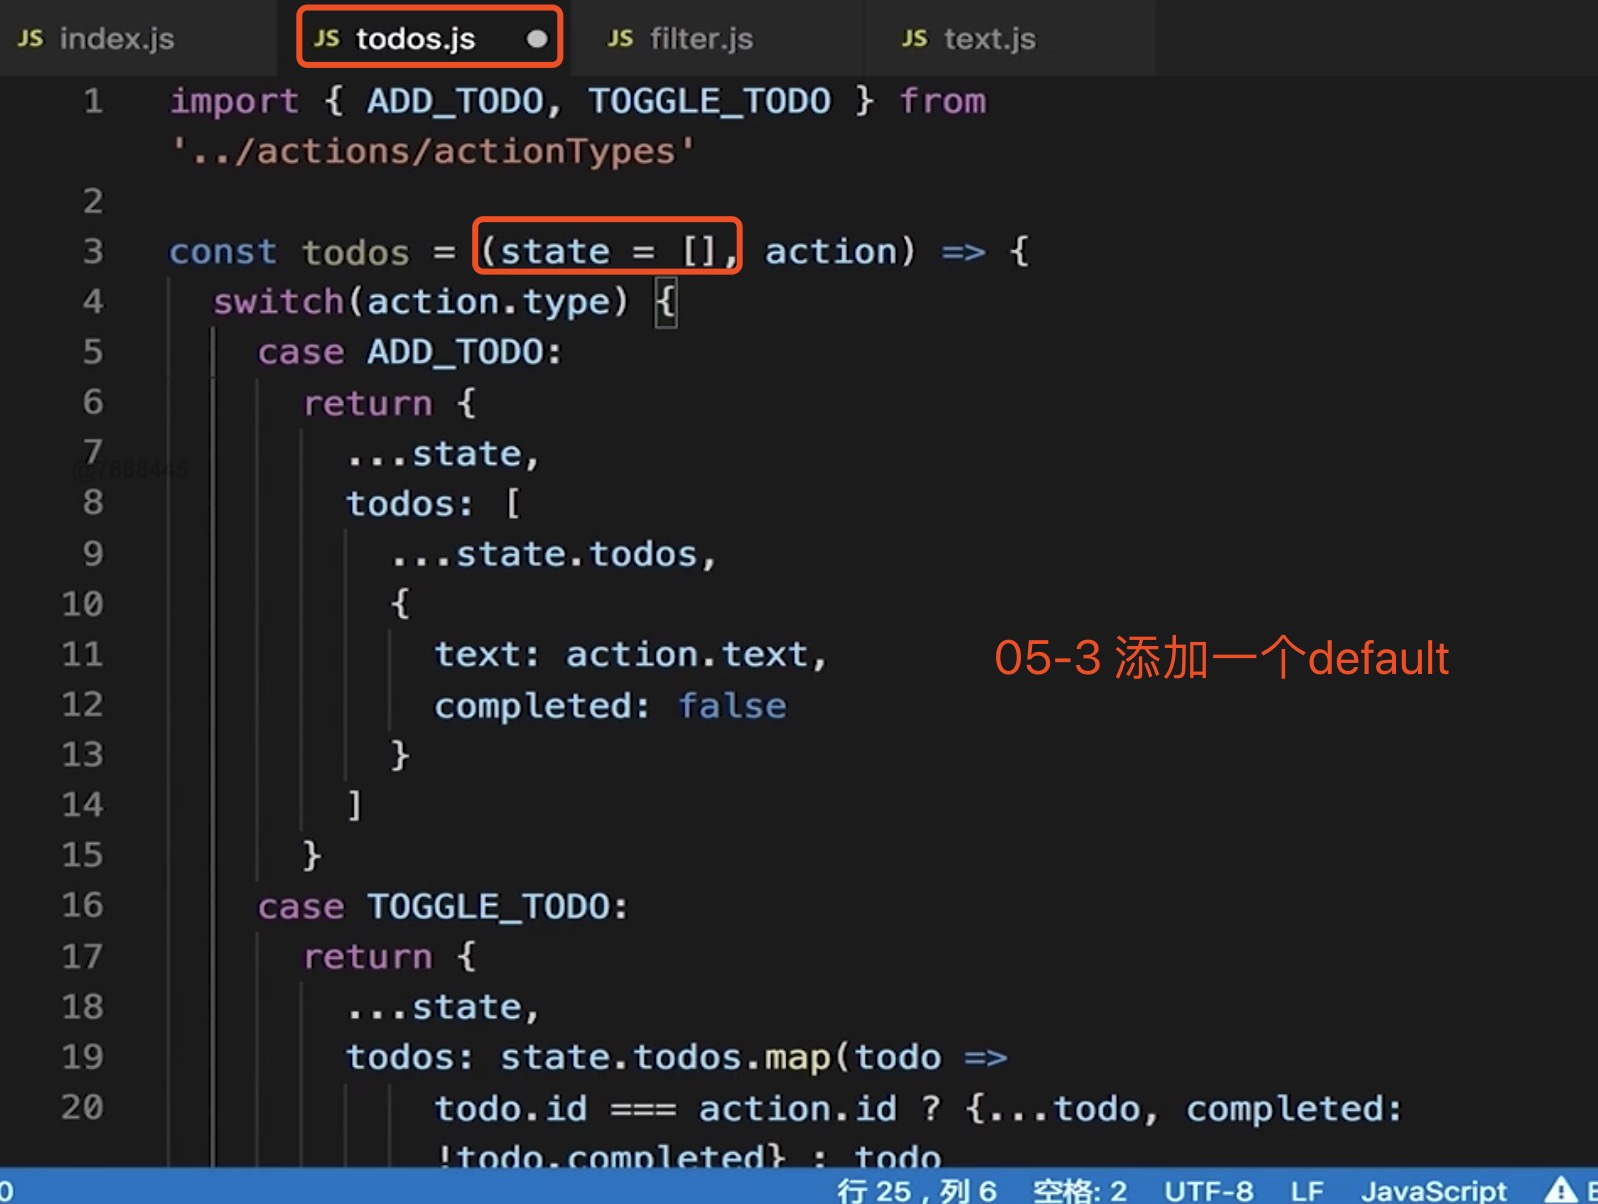 JS index.js JS todos.js JS filter.js JS text.js
1 import { ADD_TODO, TOGGLE_TODO } from
'../actions/actionTypes'
2
3 const todos = (state = [], action) => {
4 switch(action.type) {
5 case ADD_TODO:
6 return {
7 ...state,
@7868445
8 todos: [
9 ...state.todos,
10 {
11 text: action.text,
05-3 添加一个default
12 completed: false
13 }
14 ]
15 }
16 case TOGGLE_TODO:
17 return {
18 ...state,
19 todos: state.todos.map(todo =>
20 todo.id === action.id ? {...todo, completed:
!todo.completed} : todo
行 25，列 6 空格: 2 UTF-8 LF JavaScript